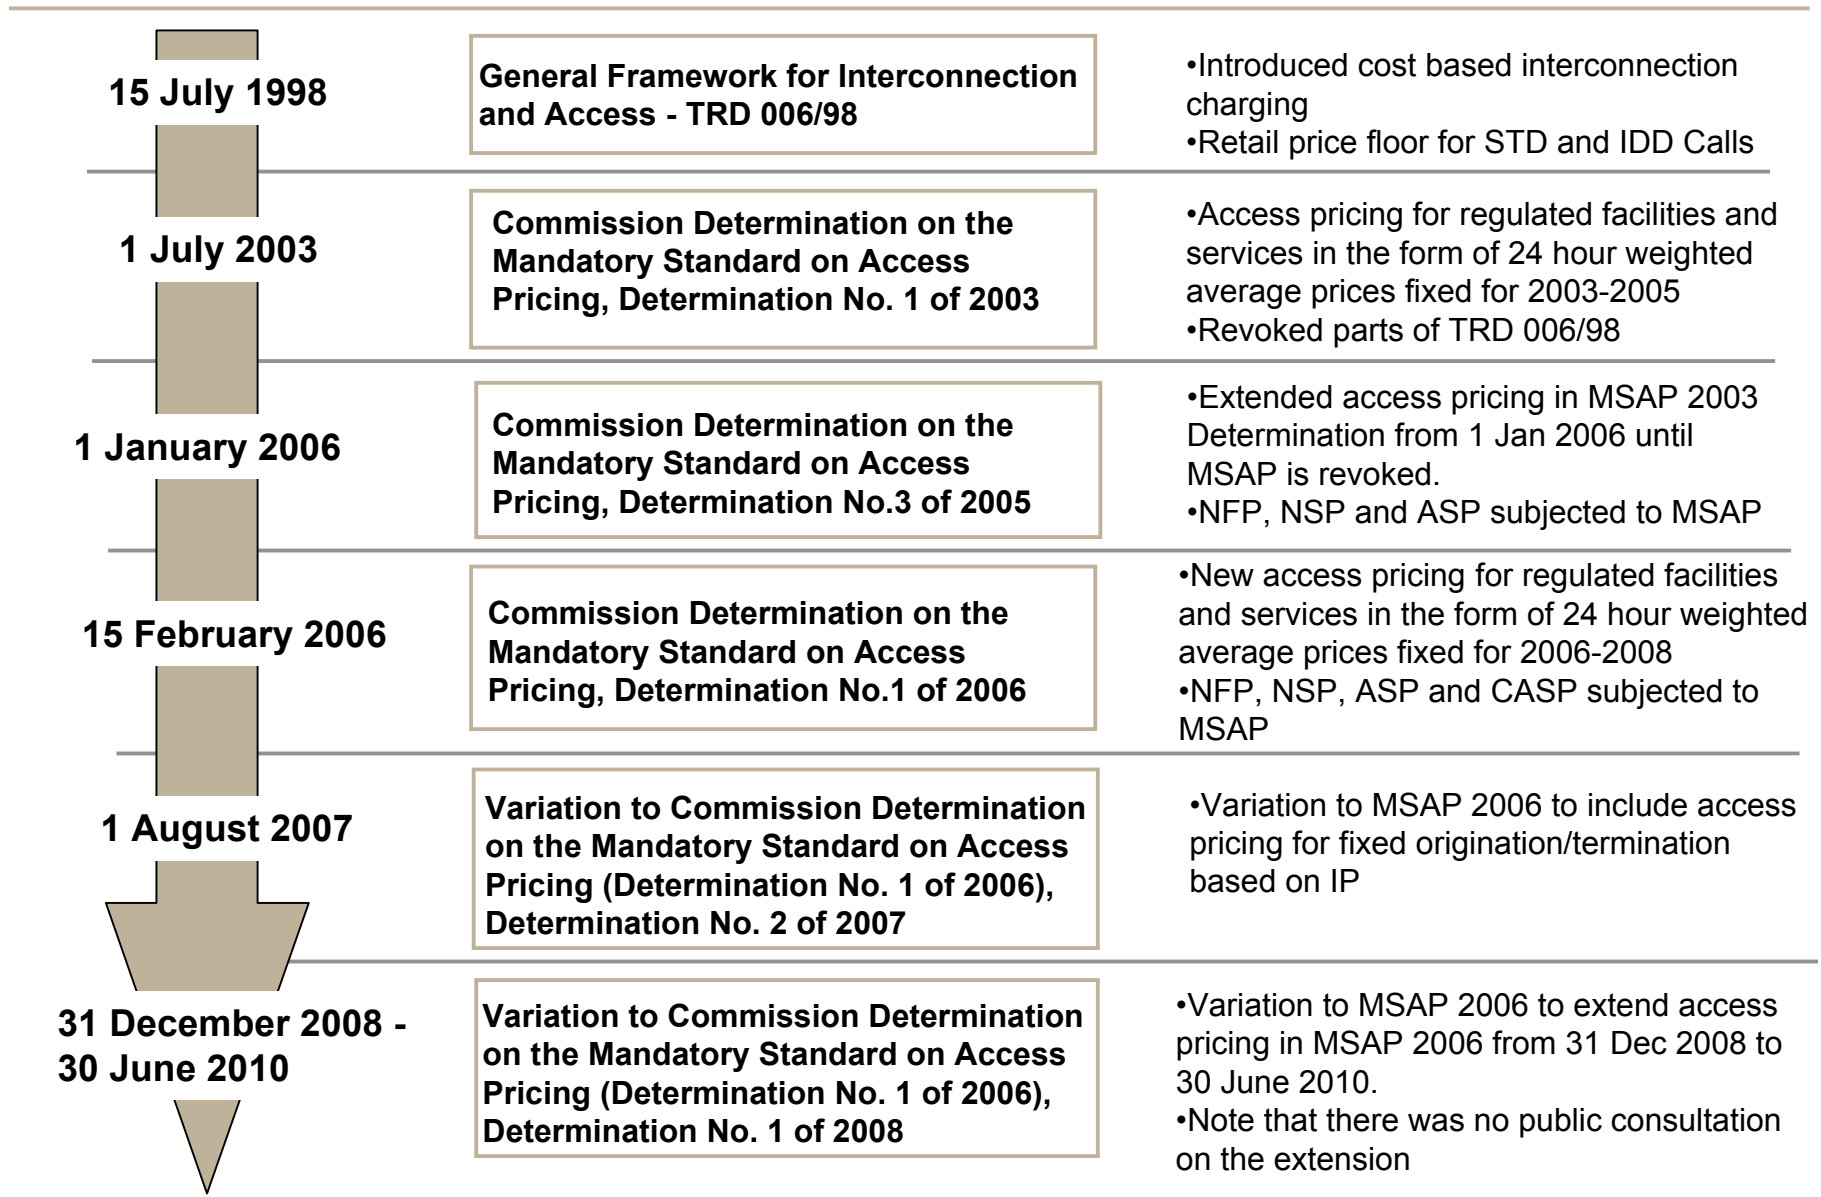 15 July 1998
General Framework for Interconnection
and Access - TRD 006/98
•Introduced cost based interconnection
charging
•Retail price floor for STD and IDD Calls
1 July 2003
Commission Determination on the
Mandatory Standard on Access
Pricing, Determination No. 1 of 2003
•Access pricing for regulated facilities and
services in the form of 24 hour weighted
average prices fixed for 2003-2005
•Revoked parts of TRD 006/98
1 January 2006
Commission Determination on the
Mandatory Standard on Access
Pricing, Determination No.3 of 2005
•Extended access pricing in MSAP 2003
Determination from 1 Jan 2006 until
MSAP is revoked.
•NFP, NSP and ASP subjected to MSAP
15 February 2006
Commission Determination on the
Mandatory Standard on Access
Pricing, Determination No.1 of 2006
•New access pricing for regulated facilities
and services in the form of 24 hour weighted
average prices fixed for 2006-2008
•NFP, NSP, ASP and CASP subjected to
MSAP
1 August 2007
Variation to Commission Determination
on the Mandatory Standard on Access
Pricing (Determination No. 1 of 2006),
Determination No. 2 of 2007
•Variation to MSAP 2006 to include access
pricing for fixed origination/termination
based on IP
31 December 2008 -
30 June 2010
Variation to Commission Determination
on the Mandatory Standard on Access
Pricing (Determination No. 1 of 2006),
Determination No. 1 of 2008
•Variation to MSAP 2006 to extend access
pricing in MSAP 2006 from 31 Dec 2008 to
30 June 2010.
•Note that there was no public consultation
on the extension